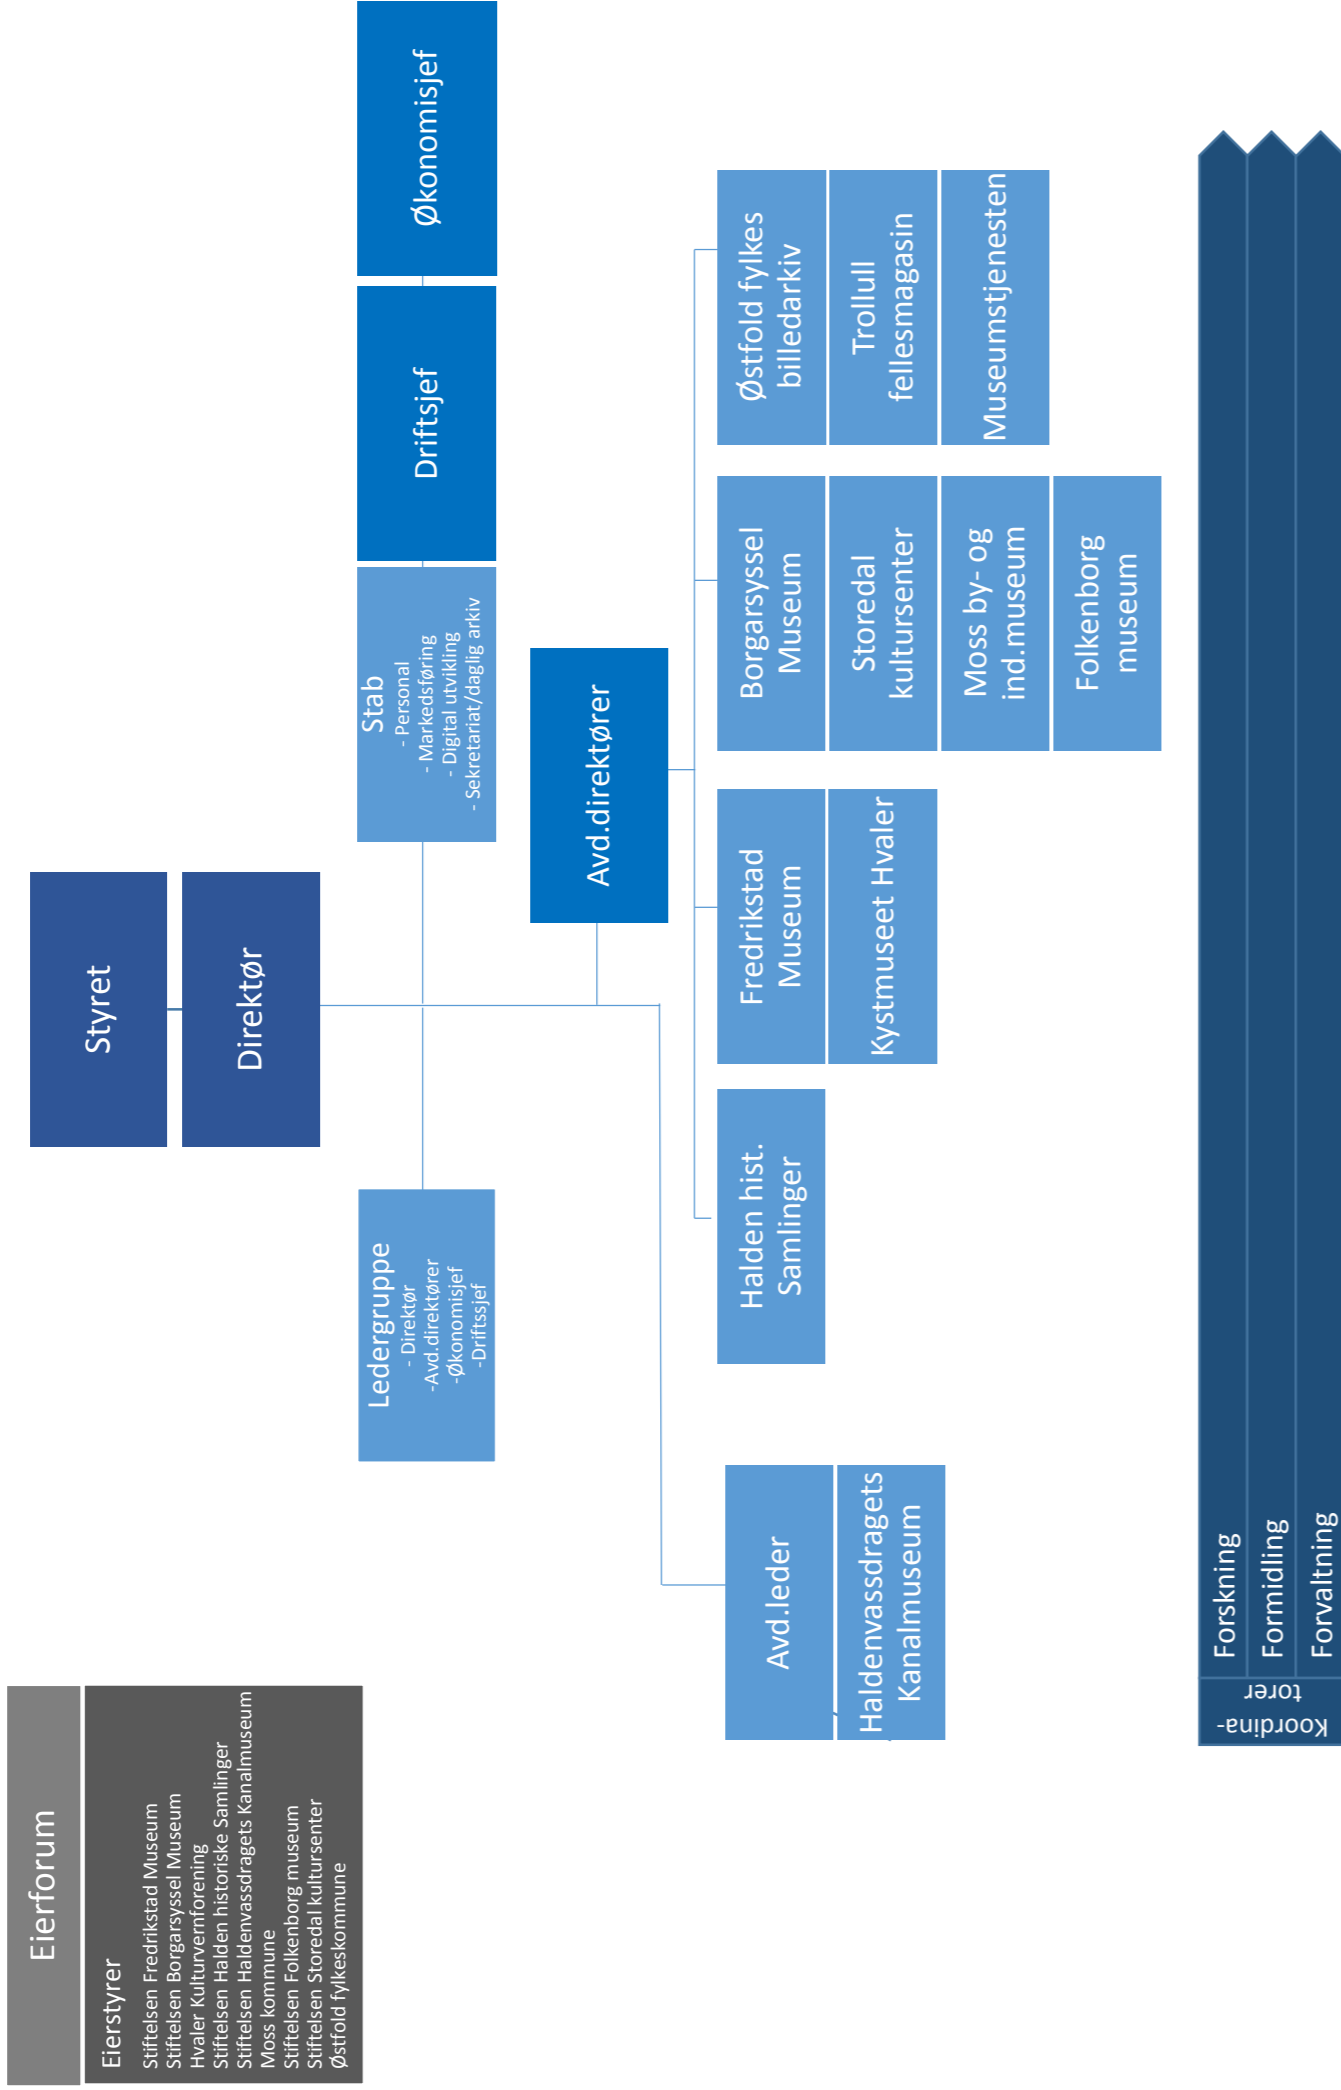 Eierforum
Eierstyrer
Stiftelsen Fredrikstad Museum
Stiftelsen Borgarsyssel Museum
Hvaler Kulturvernforening
Stiftelsen Halden historiske Samlinger
Stiftelsen Haldenvassdragets Kanalmuseum
Moss kommune
Stiftelsen Folkenborg museum
Stiftelsen Storedal kultursenter
Østfold fylkeskommune
Styret
Direktør
Ledergruppe
- Direktør
-Avd.direktører
-Økonomisjef
-Driftssjef
Stab
- Personal
- Markedsføring
- Digital utvikling
- Sekretariat/daglig arkiv
Driftsjef
Økonomisjef
Avd.direktører
Avd.leder
Haldenvassdragets
Kanalmuseum
Halden hist.
Samlinger
Fredrikstad
Museum
Kystmuseet Hvaler
Borgarsyssel
Museum
Storedal
kultursenter
Moss by- og
ind.museum
Folkenborg
museum
Østfold fylkes
billedarkiv
Trollull
fellesmagasin
Museumstjenesten
Koordina-
torer
Forskning
Formidling
Forvaltning